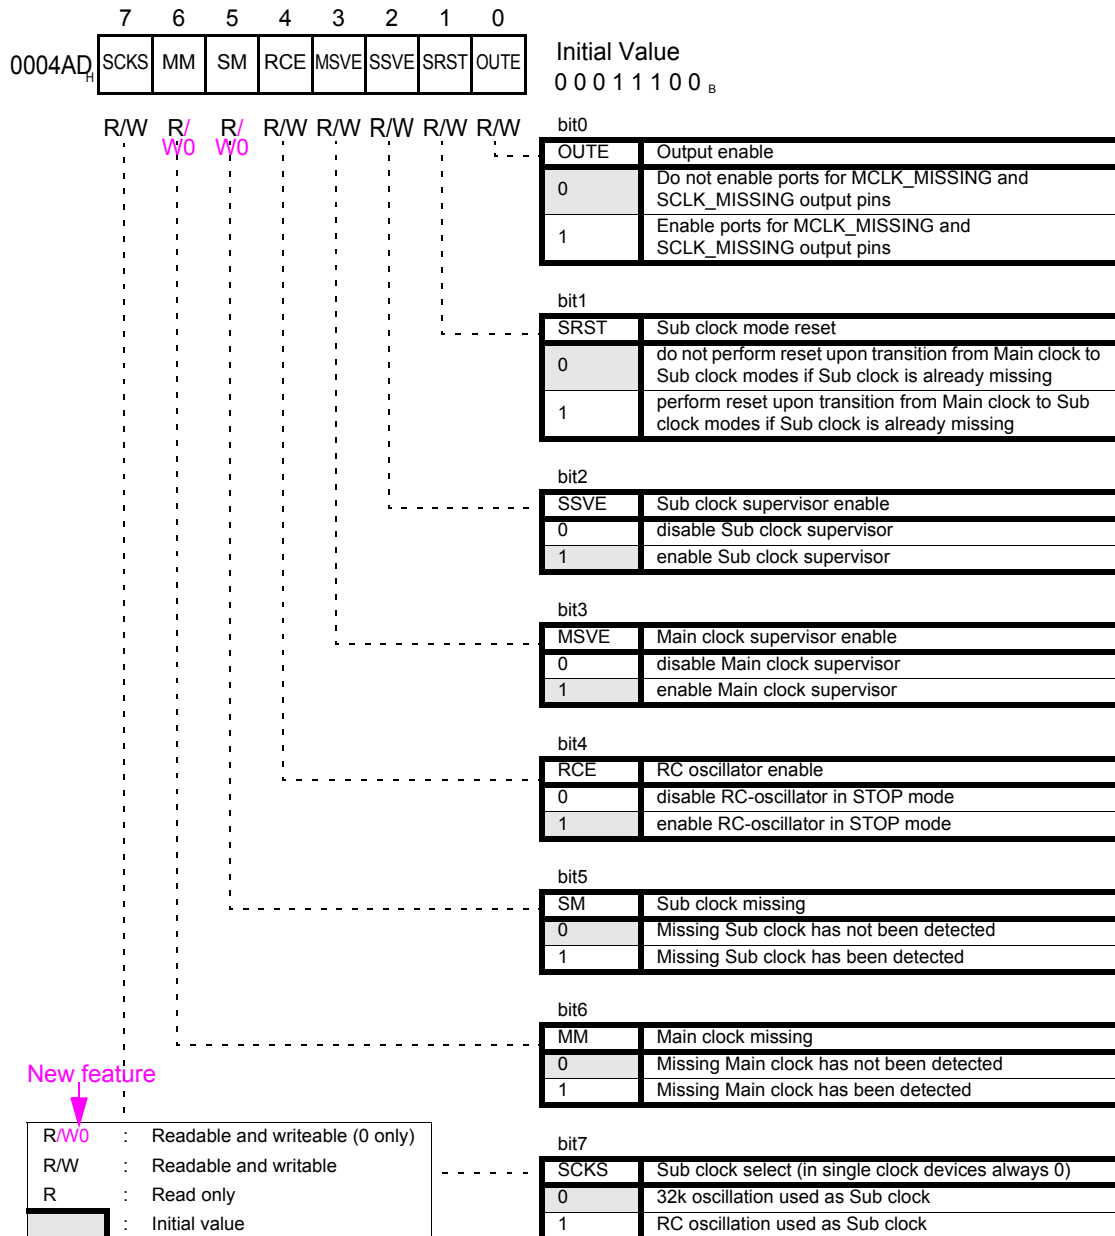 7 6 5 4 3 2 1 0
0004ADH SCKS MM SM RCE MSVE SSVE SRST OUTE
Initial Value
0 0 0 1 1 1 0 0 B
R/W R/W0 R/W0 R/W R/W R/W R/W R/W
bit0
OUTE Output enable
0 Do not enable ports for MCLK_MISSING and
SCLK_MISSING output pins
1 Enable ports for MCLK_MISSING and
SCLK_MISSING output pins
bit1
SRST Sub clock mode reset
0 do not perform reset upon transition from Main clock to
Sub clock modes if Sub clock is already missing
1 perform reset upon transition from Main clock to Sub
clock modes if Sub clock is already missing
bit2
SSVE Sub clock supervisor enable
0 disable Sub clock supervisor
1 enable Sub clock supervisor
bit3
MSVE Main clock supervisor enable
0 disable Main clock supervisor
1 enable Main clock supervisor
bit4
RCE RC oscillator enable
0 disable RC-oscillator in STOP mode
1 enable RC-oscillator in STOP mode
bit5
SM Sub clock missing
0 Missing Sub clock has not been detected
1 Missing Sub clock has been detected
bit6
MM Main clock missing
0 Missing Main clock has not been detected
1 Missing Main clock has been detected
New feature
R/W0 : Readable and writeable (0 only)
R/W : Readable and writable
R : Read only
: Initial value
bit7
SCKS Sub clock select (in single clock devices always 0)
0 32k oscillation used as Sub clock
1 RC oscillation used as Sub clock